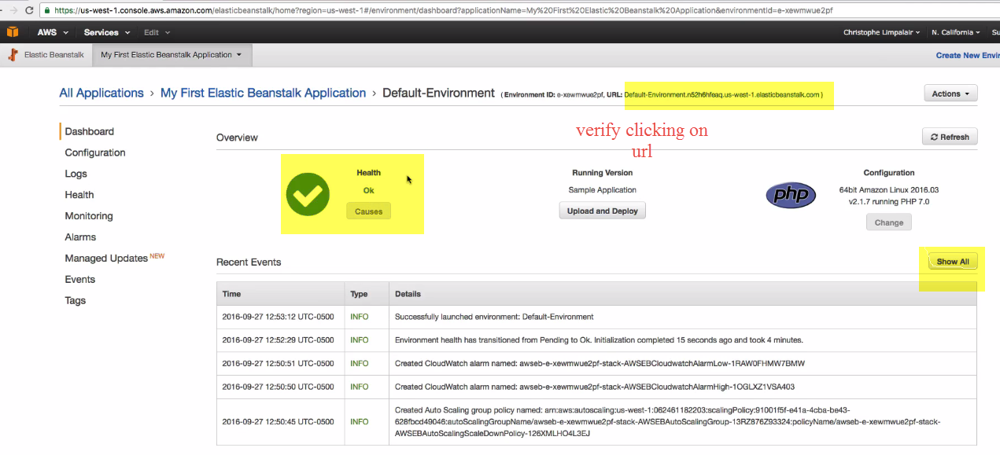 https://us-west-1.console.aws.amazon.com/elasticbeanstalk/home?region=us-west-1#/environment/dashboard?applicationName=My%20First%20Elastic%20Beanstalk%20Application&environmentId=e-xewmwue2pf
AWS Services Edit Christophe Limpalair N. California Su
Elastic Beanstalk My First Elastic Beanstalk Application Create New Envir
All Applications › My First Elastic Beanstalk Application › Default-Environment ( Environment ID: e-xewmwue2pf, URL: Default-Environment.n52h6hfeaq.us-west-1.elasticbeanstalk.com ) Actions
verify clicking on
url
Dashboard
Configuration
Logs
Health
Monitoring
Alarms
Managed Updates NEW
Events
Tags
Overview Refresh
Health
Ok
Causes
Running Version
Sample Application
Upload and Deploy
php
Configuration
64bit Amazon Linux 2016.03
v2.1.7 running PHP 7.0
Change
Recent Events Show All
Time Type Details
2016-09-27 12:53:12 UTC-0500 INFO Successfully launched environment: Default-Environment
2016-09-27 12:52:29 UTC-0500 INFO Environment health has transitioned from Pending to Ok. Initialization completed 15 seconds ago and took 4 minutes.
2016-09-27 12:50:51 UTC-0500 INFO Created CloudWatch alarm named: awseb-e-xewmwue2pf-stack-AWSEBCloudwatchAlarmLow-1RAW0FHMW7BMW
2016-09-27 12:50:50 UTC-0500 INFO Created CloudWatch alarm named: awseb-e-xewmwue2pf-stack-AWSEBCloudwatchAlarmHigh-1OGLXZ1VSA403
2016-09-27 12:50:45 UTC-0500 INFO Created Auto Scaling group policy named: arn:aws:autoscaling:us-west-1:062461182203:scalingPolicy:91001f5f-e41a-4cba-be43-
628fbcd49046:autoScalingGroupName/awseb-e-xewmwue2pf-stack-AWSEBAutoScalingGroup-13RZ876Z93324:policyName/awseb-e-xewmwue2pf-stack-
AWSEBAutoScalingScaleDownPolicy-126XMLHO4L3EJ